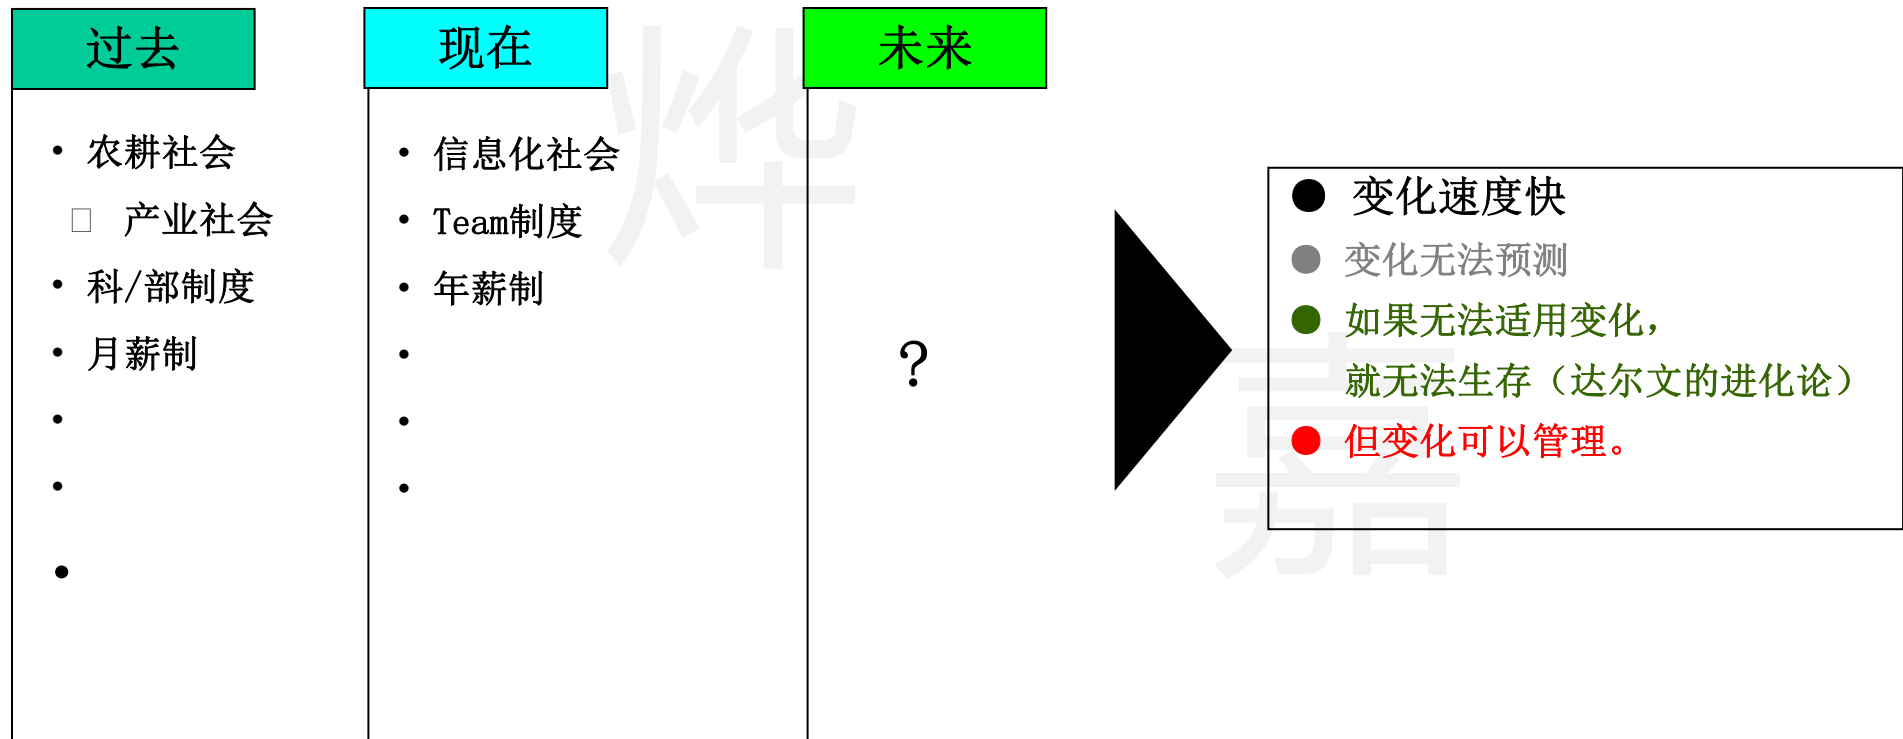 过去
• 农耕社会
□ 产业社会
• 科/部制度
• 月薪制
•
•
•
现在
• 信息化社会
• Team制度
• 年薪制
•
•
•
未来
?
● 变化速度快
● 变化无法预测
● 如果无法适用变化，
就无法生存（达尔文的进化论）
● 但变化可以管理。
烨
嘉